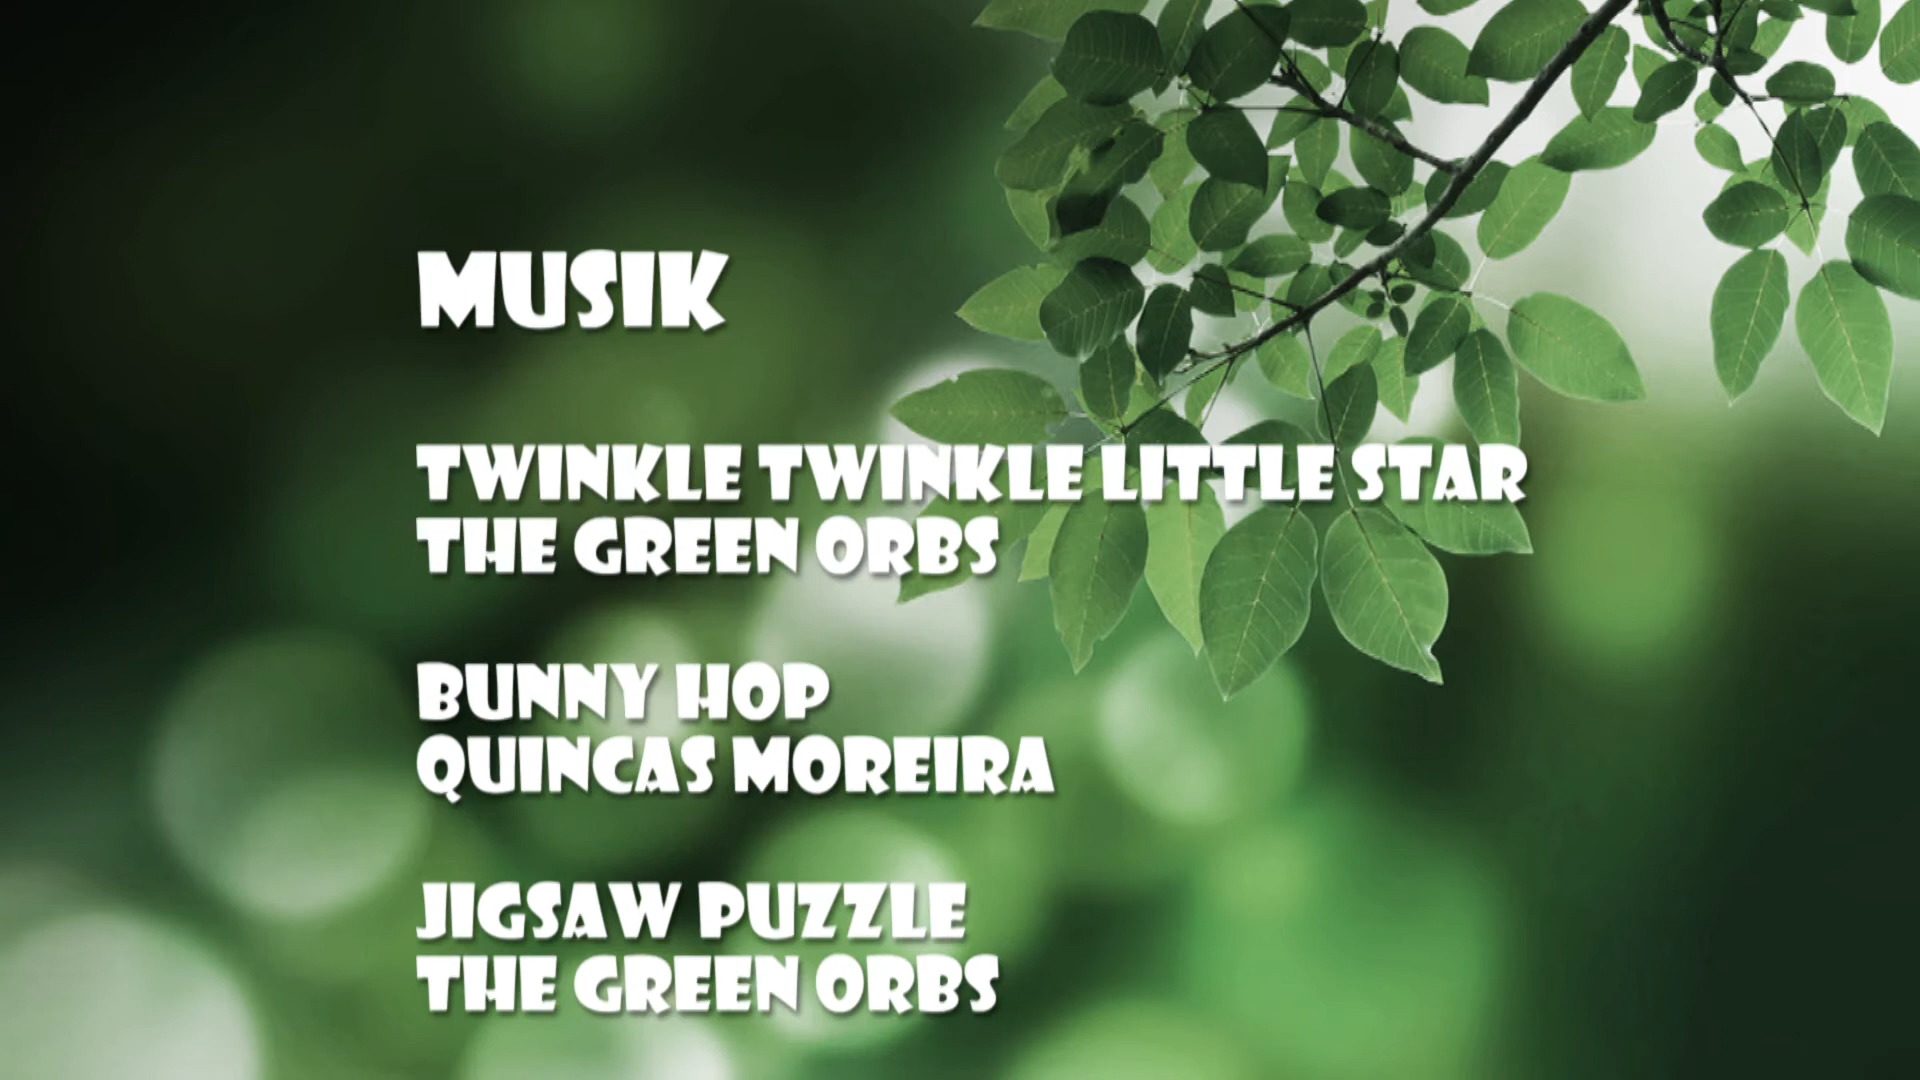 MUSIK
TWINKLE TWINKLE LITTLE STAR
THE GREEN ORBS
BUNNY HOP
QUINCAS MOREIRA
JIGSAW PUZZLE
THE GREEN ORBS